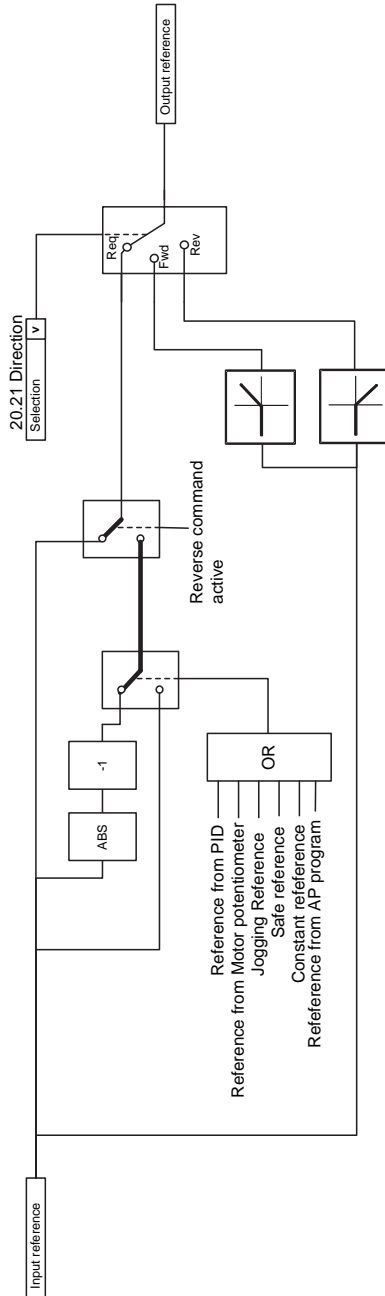 Input reference
ABS
-1
Reference from PID
Reference from Motor potentiometer
Jogging Reference
Safe reference
Constant reference
Refeference from AP program
OR
Reverse command
active
20.21 Direction
Selection
v
Req
Fwd
Rev
Output reference